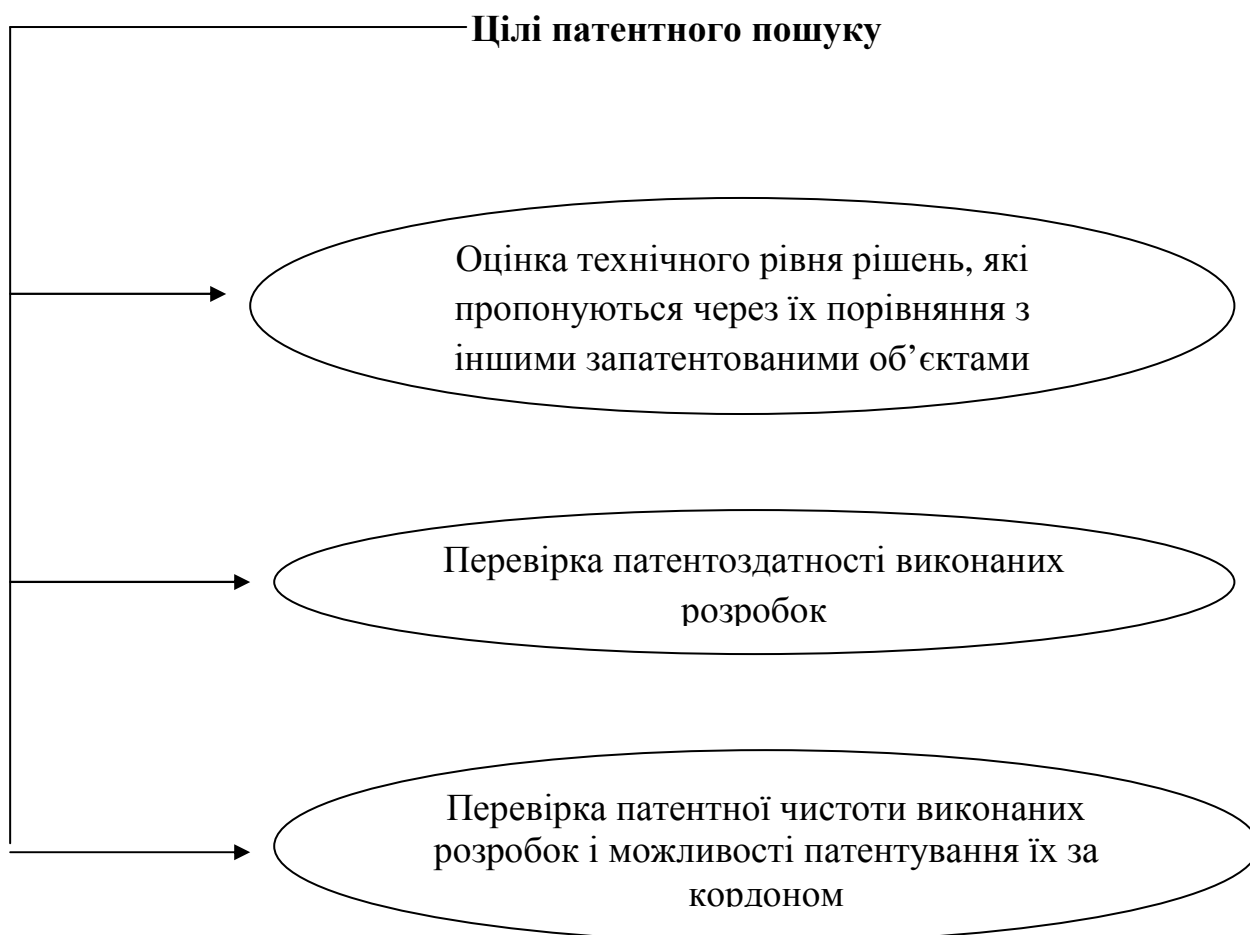 Цілі патентного пошуку
Оцінка технічного рівня рішень, які
пропонуються через їх порівняння з
іншими запатентованими об’єктами
Перевірка патентоздатності виконаних
розробок
Перевірка патентної чистоти виконаних
розробок і можливості патентування їх за
кордоном